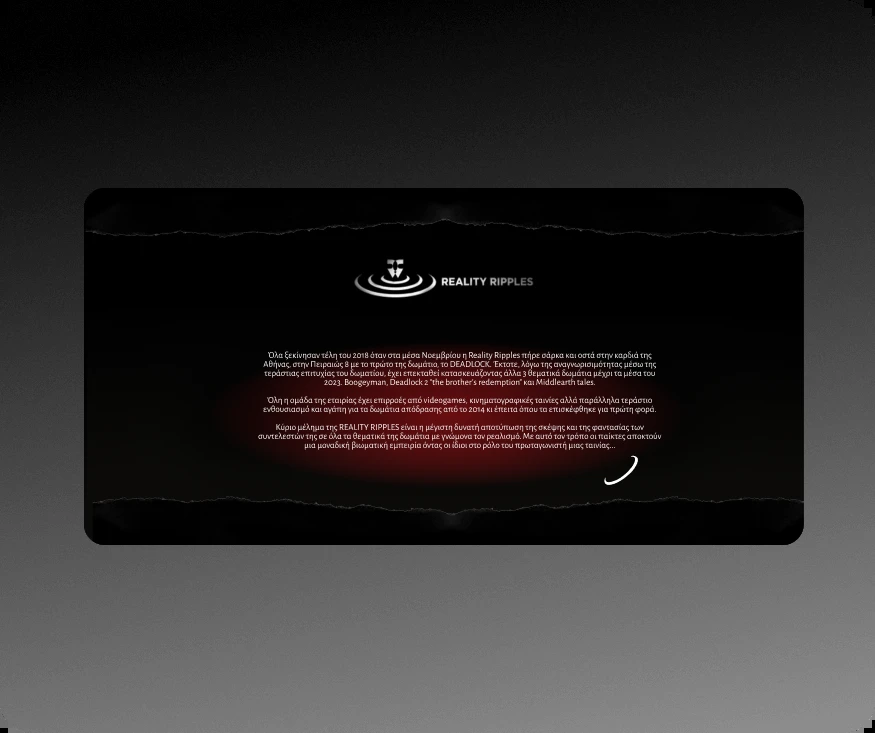 REALITY RIPPLES
Όλα ξεκίνησαν τέλη του 2018 όταν στα μέσα Νοεμβρίου η Reality Ripples πήρε σάρκα και οστά στην καρδιά της
Αθήνας, στην Πειραιώς 8 με το πρώτο της δωμάτιο, το DEADLOCK. Έκτοτε, λόγω της αναγνωρισιμότητας μέσω της
τεράστιας επιτυχίας του δωματίου, έχει επεκταθεί κατασκευάζοντας άλλα 3 θεματικά δωμάτια μέχρι τα μέσα του
2023. Boogeyman, Deadlock 2 "the brother's redemption" και Middlearth tales.
Όλη η ομάδα της εταιρίας έχει επιρροές από videogames, κινηματογραφικές ταινίες αλλά παράλληλα τεράστιο
ενθουσιασμό και αγάπη για τα δωμάτια απόδρασης από το 2014 κι έπειτα όπου τα επισκέφθηκε για πρώτη φορά.
Κύριο μέλημα της REALITY RIPPLES είναι η μέγιστη δυνατή αποτύπωση της σκέψης και της φαντασίας των
συντελεστών της σε όλα τα θεματικά της δωμάτια με γνώμονα τον ρεαλισμό. Με αυτό τον τρόπο οι παίκτες αποκτούν
μια μοναδική βιωματική εμπειρία όντας οι ίδιοι στο ρόλο του πρωταγωνιστή μιας ταινίας...